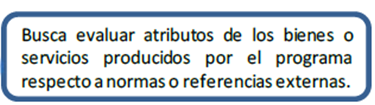 Busca evaluar atributos de los bienes o
servicios producidos por el programa
respecto a normas o referencias externas.